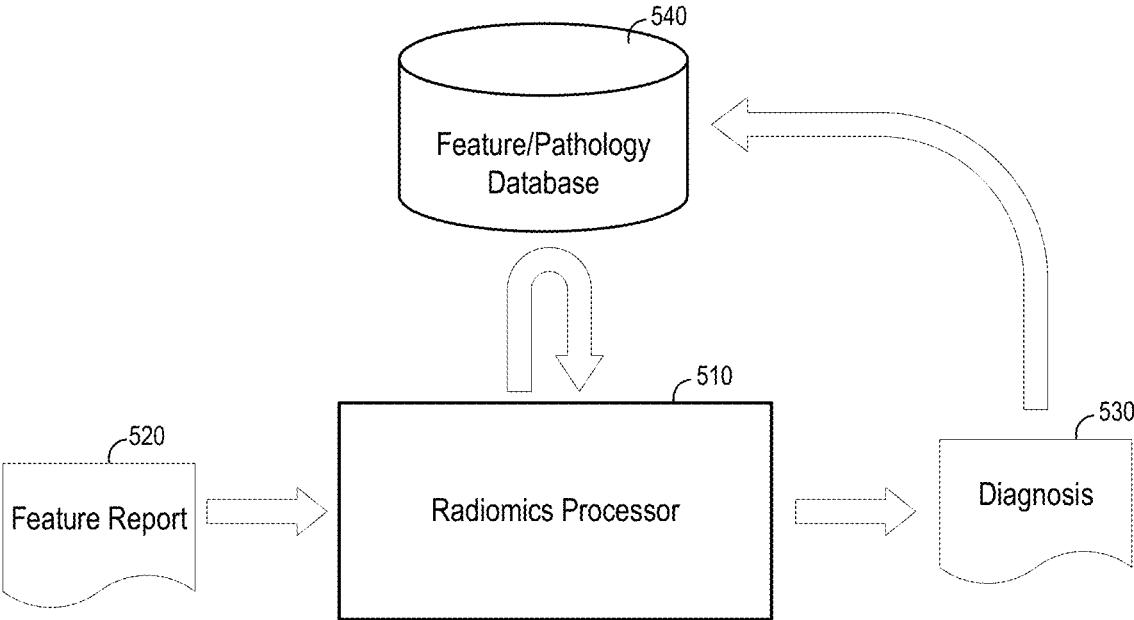 540
Feature/Pathology
Database
510
520
530
Feature Report
Radiomics Processor
Diagnosis